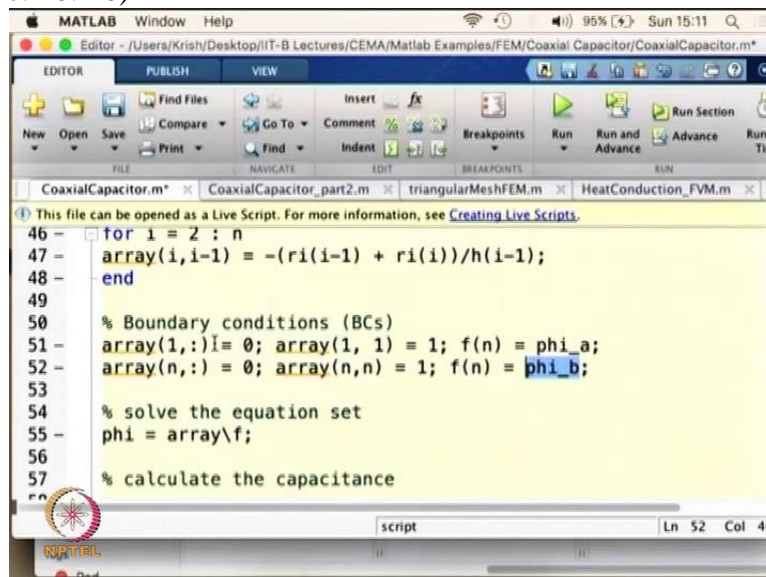 MATLAB Window Help 95% Sun 15:11
Editor - /Users/Krish/Desktop/IIT-B Lectures/CEMA/Matlab Examples/FEM/Coaxial Capacitor/CoaxialCapacitor.m*
EDITOR PUBLISH VIEW
Find Files Insert fx
Compare Go To Comment Run Section
New Open Save Print Find Indent Breakpoints Run Run and Advance Advance
FILE NAVIGATE EDIT BREAKPOINTS RUN
CoaxialCapacitor.m* CoaxialCapacitor_part2.m triangularMeshFEM.m HeatConduction_FVM.m
This file can be opened as a Live Script. For more information, see Creating Live Scripts.
46 - for i = 2 : n
47 - array(i,i-1) = -(ri(i-1) + ri(i))/h(i-1);
48 - end
49
50 % Boundary conditions (BCs)
51 - array(1,:) = 0; array(1, 1) = 1; f(n) = phi_a;
52 - array(n,:) = 0; array(n,n) = 1; f(n) = phi_b;
53
54 % solve the equation set
55 - phi = array\f;
56
57 % calculate the capacitance
script Ln 52 Col
NPTEL